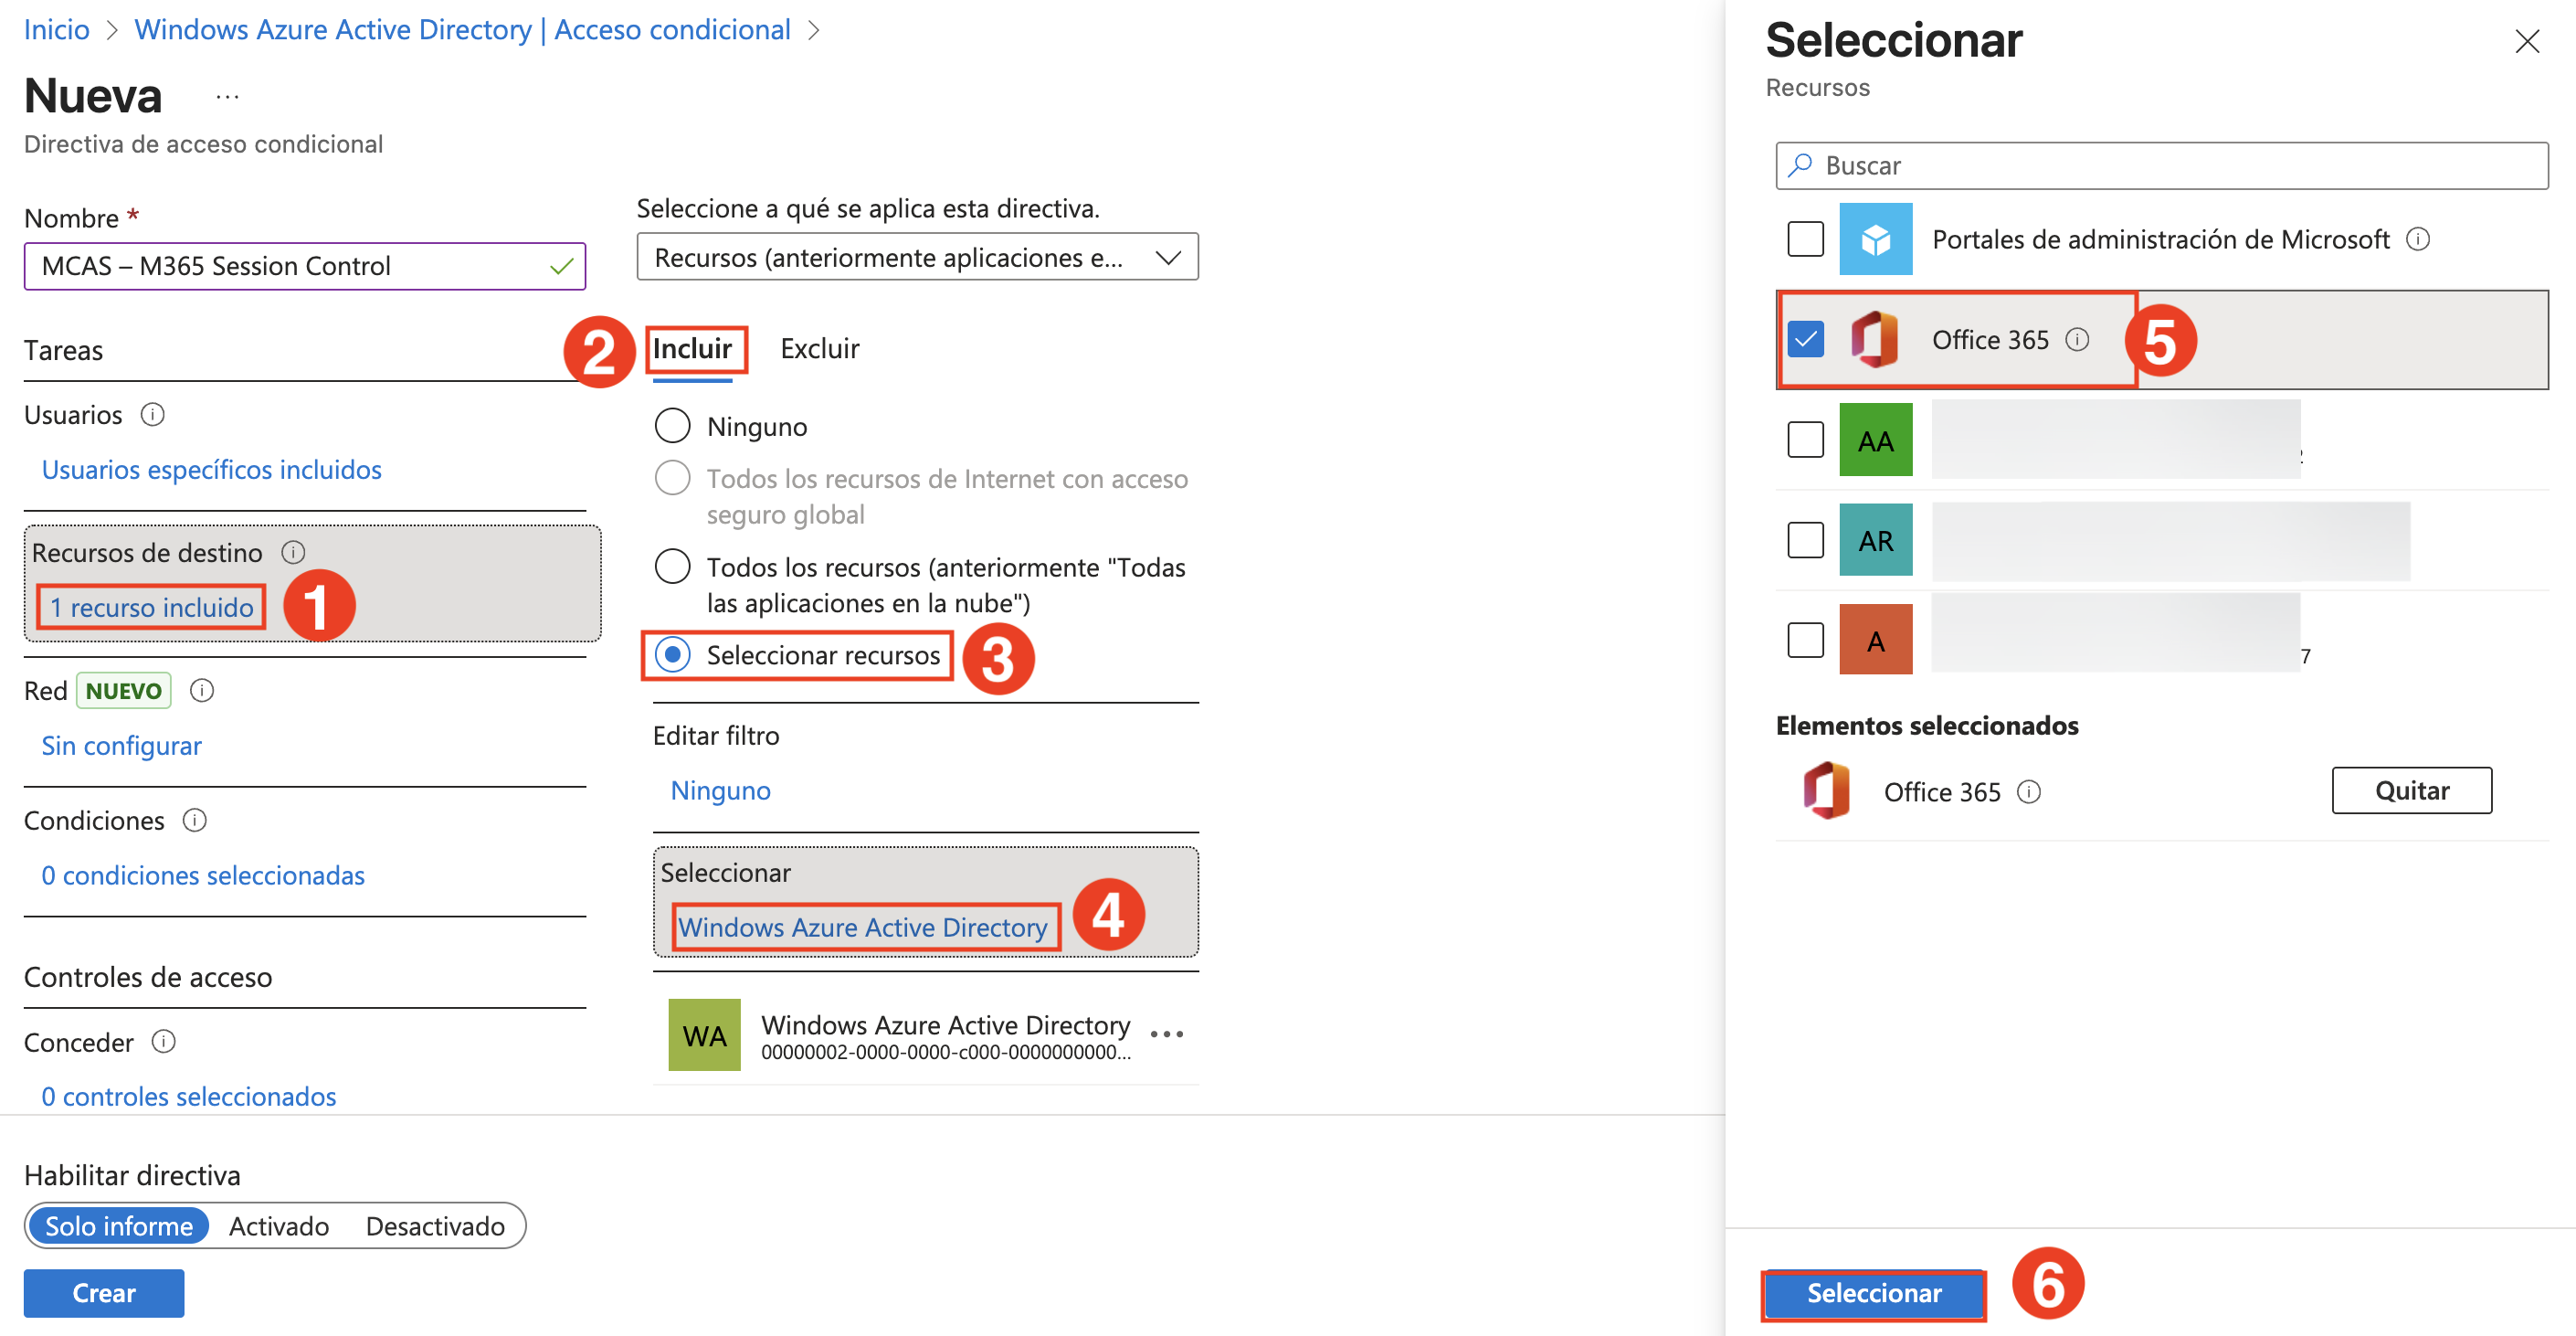 Inicio > Windows Azure Active Directory | Acceso condicional >
Nueva ...
Directiva de acceso condicional
Nombre *
MCAS – M365 Session Control
Tareas
Usuarios
Usuarios específicos incluidos
Recursos de destino
1 recurso incluido
1
Red NUEVO
Sin configurar
Condiciones
0 condiciones seleccionadas
Controles de acceso
Conceder
0 controles seleccionados
Habilitar directiva
Solo informe Activado Desactivado
Crear
Seleccione a qué se aplica esta directiva.
Recursos (anteriormente aplicaciones e...
2
Incluir Excluir
Ninguno
Todos los recursos de Internet con acceso
seguro global
Todos los recursos (anteriormente "Todas
las aplicaciones en la nube")
Seleccionar recursos
3
Editar filtro
Ninguno
Seleccionar
Windows Azure Active Directory
4
WA
Windows Azure Active Directory
00000002-0000-0000-c000-0000000000...
Seleccionar
Recursos
Buscar
Portales de administración de Microsoft
Office 365
5
AA
AR
A
7
Elementos seleccionados
Office 365
Quitar
Seleccionar
6